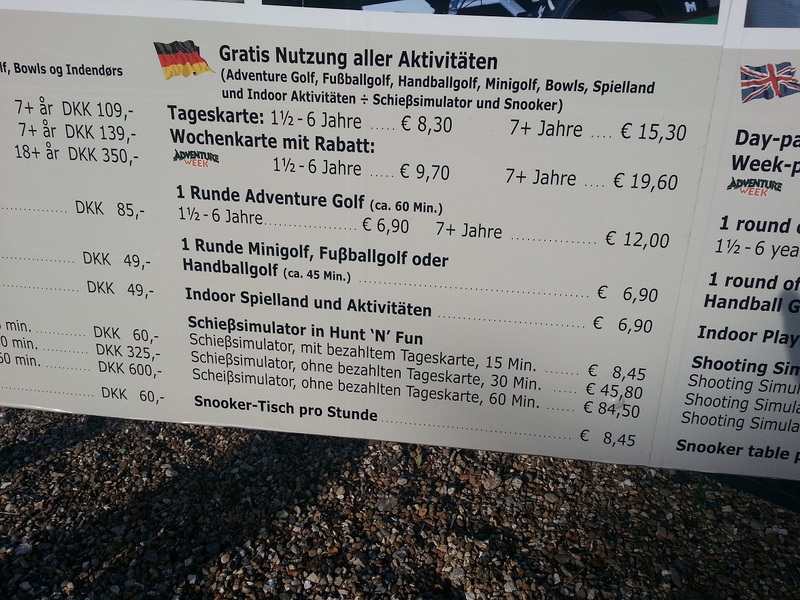 lf, Bowls og Indendørs
7+ år DKK 109,-
7+ år DKK 139,-
18+ år DKK 350,-
DKK 85,-
DKK 49,-
DKK 49,-
min. DKK 60,-
0 min. DKK 325,-
60 min. DKK 600,-
DKK 60,-
Gratis Nutzung aller Aktivitäten
(Adventure Golf, Fußballgolf, Handballgolf, Minigolf, Bowls, Spielland
und Indoor Aktivitäten ÷ Schießsimulator und Snooker)
Tageskarte: 1½ - 6 Jahre ..... € 8,30 7+ Jahre .... € 15,30
Wochenkarte mit Rabatt:
ADVENTURE WEEK 1½ - 6 Jahre ..... € 9,70 7+ Jahre .... € 19,60
1 Runde Adventure Golf (ca. 60 Min.)
1½ - 6 Jahre..................... € 6,90 7+ Jahre .................. € 12,00
1 Runde Minigolf, Fußballgolf oder
Handballgolf (ca. 45 Min.) ............ € 6,90
Indoor Spielland und Aktivitäten ............ € 6,90
Schießsimulator in Hunt ‘N’ Fun
Schießsimulator, mit bezahltem Tageskarte, 15 Min. ...... € 8,45
Schießsimulator, ohne bezahlten Tageskarte, 30 Min. ...... € 45,80
Scheißsimulator, ohne bezahlten Tageskarte, 60 Min. ...... € 84,50
Snooker-Tisch pro Stunde ............ € 8,45
Day-pa
Week-p
ADVENTURE WEEK
1 round o
1½ - 6 yea
1 round of
Handball G
Indoor Play
Shooting Sim
Shooting Simul
Shooting Simula
Shooting Simula
Snooker table p